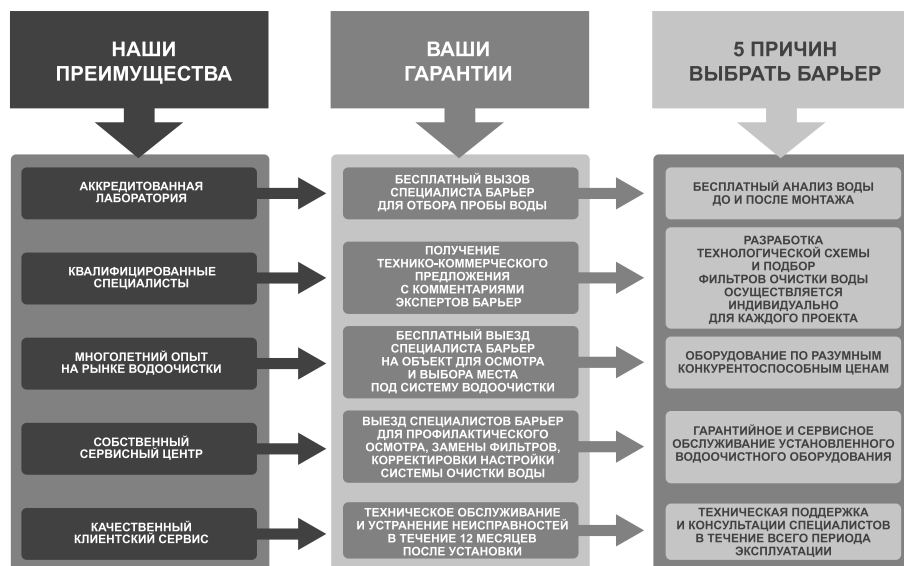 НАШИ
ПРЕИМУЩЕСТВА
ВАШИ
ГАРАНТИИ
5 ПРИЧИН
ВЫБРАТЬ БАРЬЕР
АККРЕДИТОВАННАЯ
ЛАБОРАТОРИЯ
БЕСПЛАТНЫЙ ВЫЗОВ
СПЕЦИАЛИСТА БАРЬЕР
ДЛЯ ОТБОРА ПРОБЫ ВОДЫ
БЕСПЛАТНЫЙ АНАЛИЗ ВОДЫ
ДО И ПОСЛЕ МОНТАЖА
КВАЛИФИЦИРОВАННЫЕ
СПЕЦИАЛИСТЫ
ПОЛУЧЕНИЕ
ТЕХНИКО-КОММЕРЧЕСКОГО
ПРЕДЛОЖЕНИЯ
С КОММЕНТАРИЯМИ
ЭКСПЕРТОВ БАРЬЕР
РАЗРАБОТКА
ТЕХНОЛОГИЧЕСКОЙ СХЕМЫ
И ПОДБОР
ФИЛЬТРОВ ОЧИСТКИ ВОДЫ
ОСУЩЕСТВЛЯЕТСЯ
ИНДИВИДУАЛЬНО
ДЛЯ КАЖДОГО ПРОЕКТА
МНОГОЛЕТНИЙ ОПЫТ
НА РЫНКЕ ВОДООЧИСТКИ
БЕСПЛАТНЫЙ ВЫЕЗД
СПЕЦИАЛИСТА БАРЬЕР
НА ОБЪЕКТ ДЛЯ ОСМОТРА
И ВЫБОРА МЕСТА
ПОД СИСТЕМУ ВОДООЧИСТКИ
ОБОРУДОВАНИЕ ПО РАЗУМНЫМ
КОНКУРЕНТОСПОСОБНЫМ ЦЕНАМ
СОБСТВЕННЫЙ
СЕРВИСНЫЙ ЦЕНТР
ВЫЕЗД СПЕЦИАЛИСТОВ БАРЬЕР
ДЛЯ ПРОФИЛАКТИЧЕСКОГО
ОСМОТРА, ЗАМЕНЫ ФИЛЬТРОВ,
КОРРЕКТИРОВКИ НАСТРОЙКИ
СИСТЕМЫ ОЧИСТКИ ВОДЫ
ГАРАНТИЙНОЕ И СЕРВИСНОЕ
ОБСЛУЖИВАНИЕ УСТАНОВЛЕННОГО
ВОДООЧИСТНОГО ОБОРУДОВАНИЯ
КАЧЕСТВЕННЫЙ
КЛИЕНТСКИЙ СЕРВИС
ТЕХНИЧЕСКОЕ ОБСЛУЖИВАНИЕ
И УСТРАНЕНИЕ НЕИСПРАВНОСТЕЙ
В ТЕЧЕНИЕ 12 МЕСЯЦЕВ
ПОСЛЕ УСТАНОВКИ
ТЕХНИЧЕСКАЯ ПОДДЕРЖКА
И КОНСУЛЬТАЦИИ СПЕЦИАЛИСТОВ
В ТЕЧЕНИЕ ВСЕГО ПЕРИОДА
ЭКСПЛУАТАЦИИ